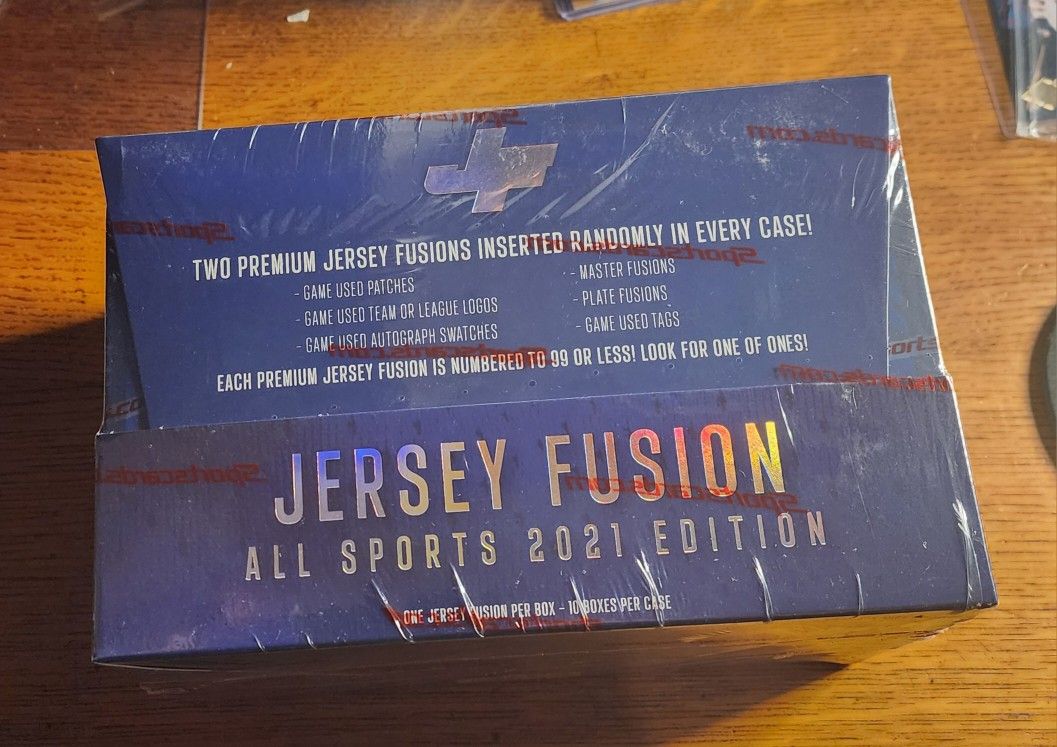 JF
TWO PREMIUM JERSEY FUSIONS INSERTED RANDOMLY IN EVERY CASE!
- GAME USED PATCHES
- GAME USED TEAM OR LEAGUE LOGOS
- GAME USED AUTOGRAPH SWATCHES
- MASTER FUSIONS
- PLATE FUSIONS
- GAME USED TAGS
EACH PREMIUM JERSEY FUSION IS NUMBERED TO 99 OR LESS! LOOK FOR ONE OF ONES!
JERSEY FUSION
ALL SPORTS 2021 EDITION
ONE JERSEY FUSION PER BOX - 10 BOXES PER CASE